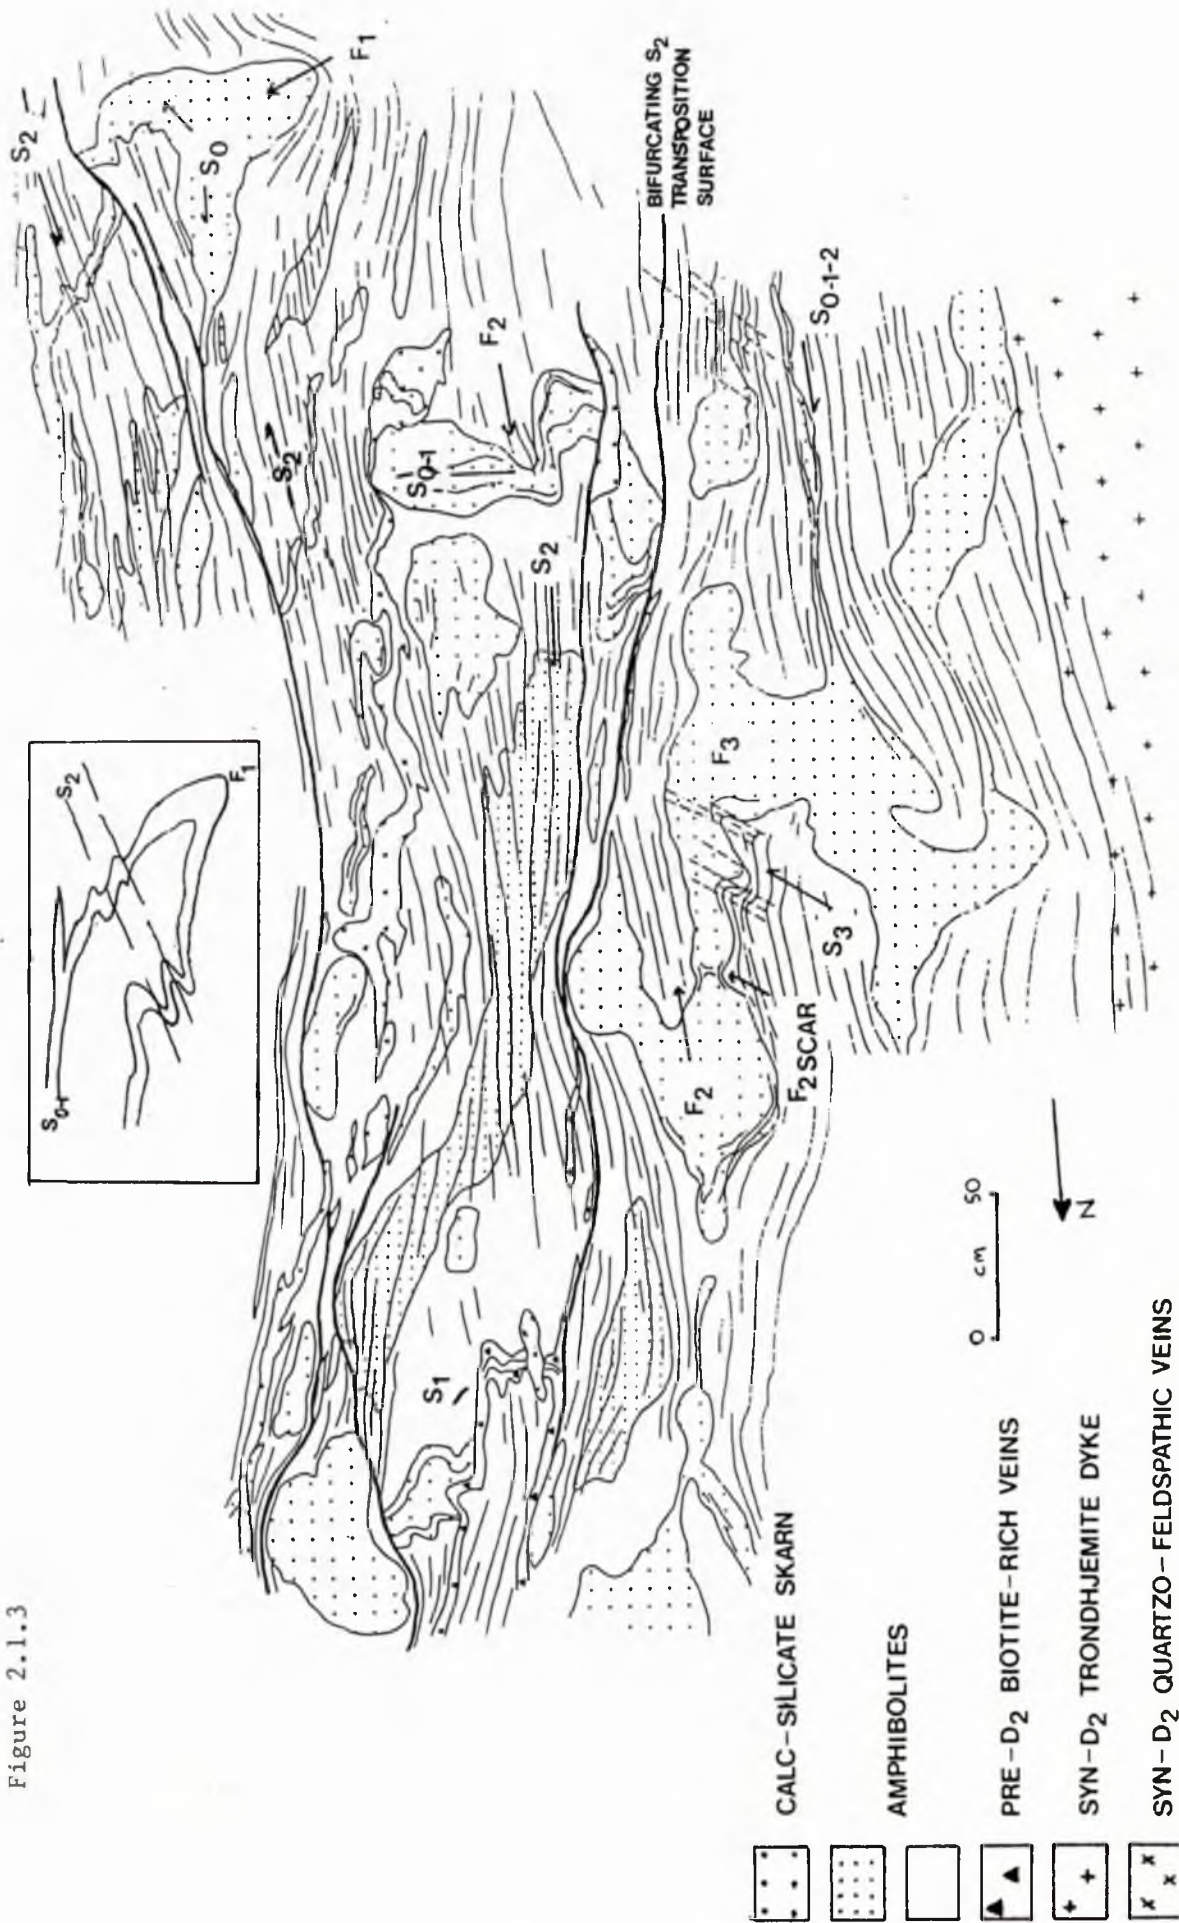 Figure 2.1.3
S₀₋₁
S₂
F₁
S₂
S₀
F₁
S₂
S₀₋₁
F₂
S₂
S₁
BIFURCATING S₂
TRANSPOSITION
SURFACE
F₃
S₃
F₂
F₂ SCAR
S₀₋₁₋₂
0 50
cm
N
CALC-SILICATE SKARN
AMPHIBOLITES
PRE-D₂ BIOTITE-RICH VEINS
SYN-D₂ TRONDHJEMITE DYKE
SYN-D₂ QUARTZO-FELDSPATHIC VEINS